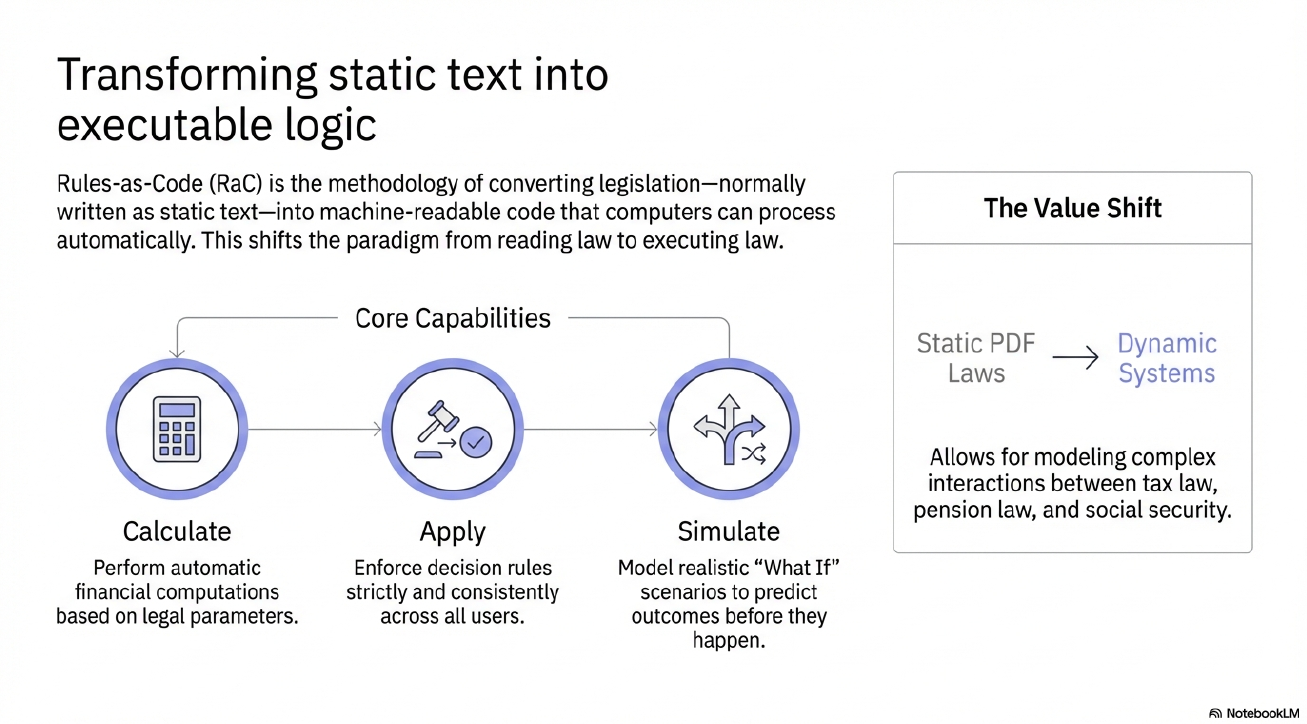 Transforming static text into
executable logic
Rules-as-Code (RaC) is the methodology of converting legislation—normally
written as static text—into machine-readable code that computers can process
automatically. This shifts the paradigm from reading law to executing law.
Core Capabilities
Calculate
Perform automatic
financial computations
based on legal parameters.
Apply
Enforce decision rules
strictly and consistently
across all users.
Simulate
Model realistic “What If”
scenarios to predict
outcomes before they
happen.
The Value Shift
Static PDF
Laws
Dynamic
Systems
Allows for modeling complex
interactions between tax law,
pension law, and social security.
NotebookLM